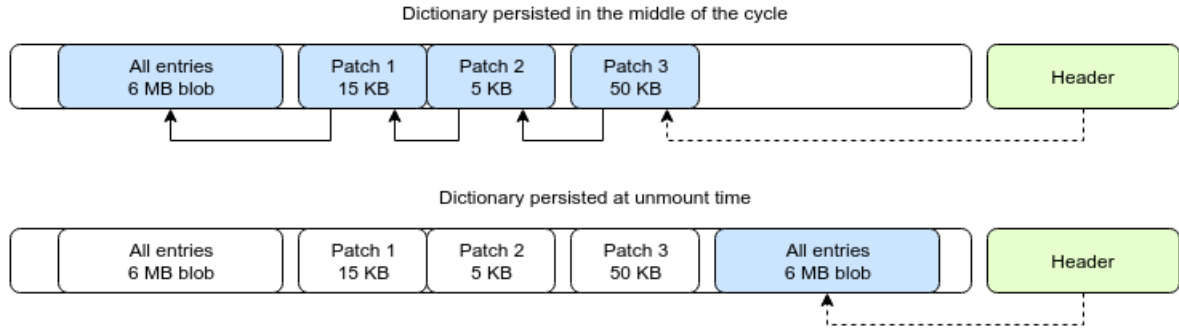 Dictionary persisted in the middle of the cycle
All entries
6 MB blob
Patch 1
15 KB
Patch 2
5 KB
Patch 3
50 KB
Header
Dictionary persisted at unmount time
All entries
6 MB blob
Patch 1
15 KB
Patch 2
5 KB
Patch 3
50 KB
All entries
6 MB blob
Header